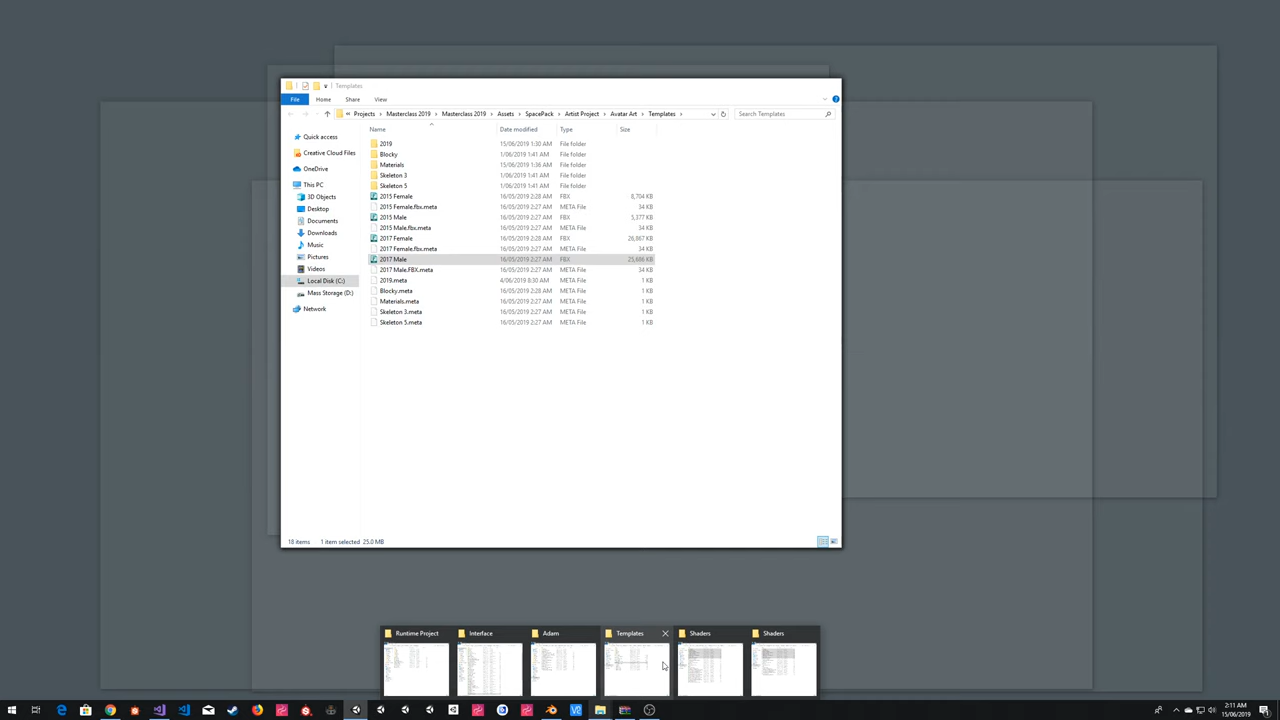 Templates
File Home Share View
« Projects › Masterclass 2019 › Masterclass 2019 › Assets › SpacePack › Artist Project › Avatar Art › Templates ›
Search Templates
Name Date modified Type Size
Quick access
Creative Cloud Files
OneDrive
This PC
3D Objects
Desktop
Documents
Downloads
Music
Pictures
Videos
Local Disk (C:)
Mass Storage (D:)
Network
2019 15/06/2019 1:30 AM File folder
Blocky 1/06/2019 1:41 AM File folder
Materials 15/06/2019 1:36 AM File folder
Skeleton 3 1/06/2019 1:41 AM File folder
Skeleton 5 1/06/2019 1:41 AM File folder
2015 Female 16/05/2019 2:28 AM FBX 8,704 KB
2015 Female.fbx.meta 16/05/2019 2:27 AM META File 34 KB
2015 Male 16/05/2019 2:27 AM FBX 5,377 KB
2015 Male.fbx.meta 16/05/2019 2:27 AM META File 34 KB
2017 Female 16/05/2019 2:28 AM FBX 26,867 KB
2017 Female.fbx.meta 16/05/2019 2:27 AM META File 34 KB
2017 Male 16/05/2019 2:27 AM FBX 25,686 KB
2017 Male.FBX.meta 16/05/2019 2:27 AM META File 34 KB
2019.meta 4/06/2019 8:30 AM META File 1 KB
Blocky.meta 16/05/2019 2:28 AM META File 1 KB
Materials.meta 16/05/2019 2:27 AM META File 1 KB
Skeleton 3.meta 16/05/2019 2:27 AM META File 1 KB
Skeleton 5.meta 16/05/2019 2:27 AM META File 1 KB
18 items 1 item selected 25.0 MB
Runtime Project Interface Adam Templates Shaders Shaders
2:11 AM
15/06/2019